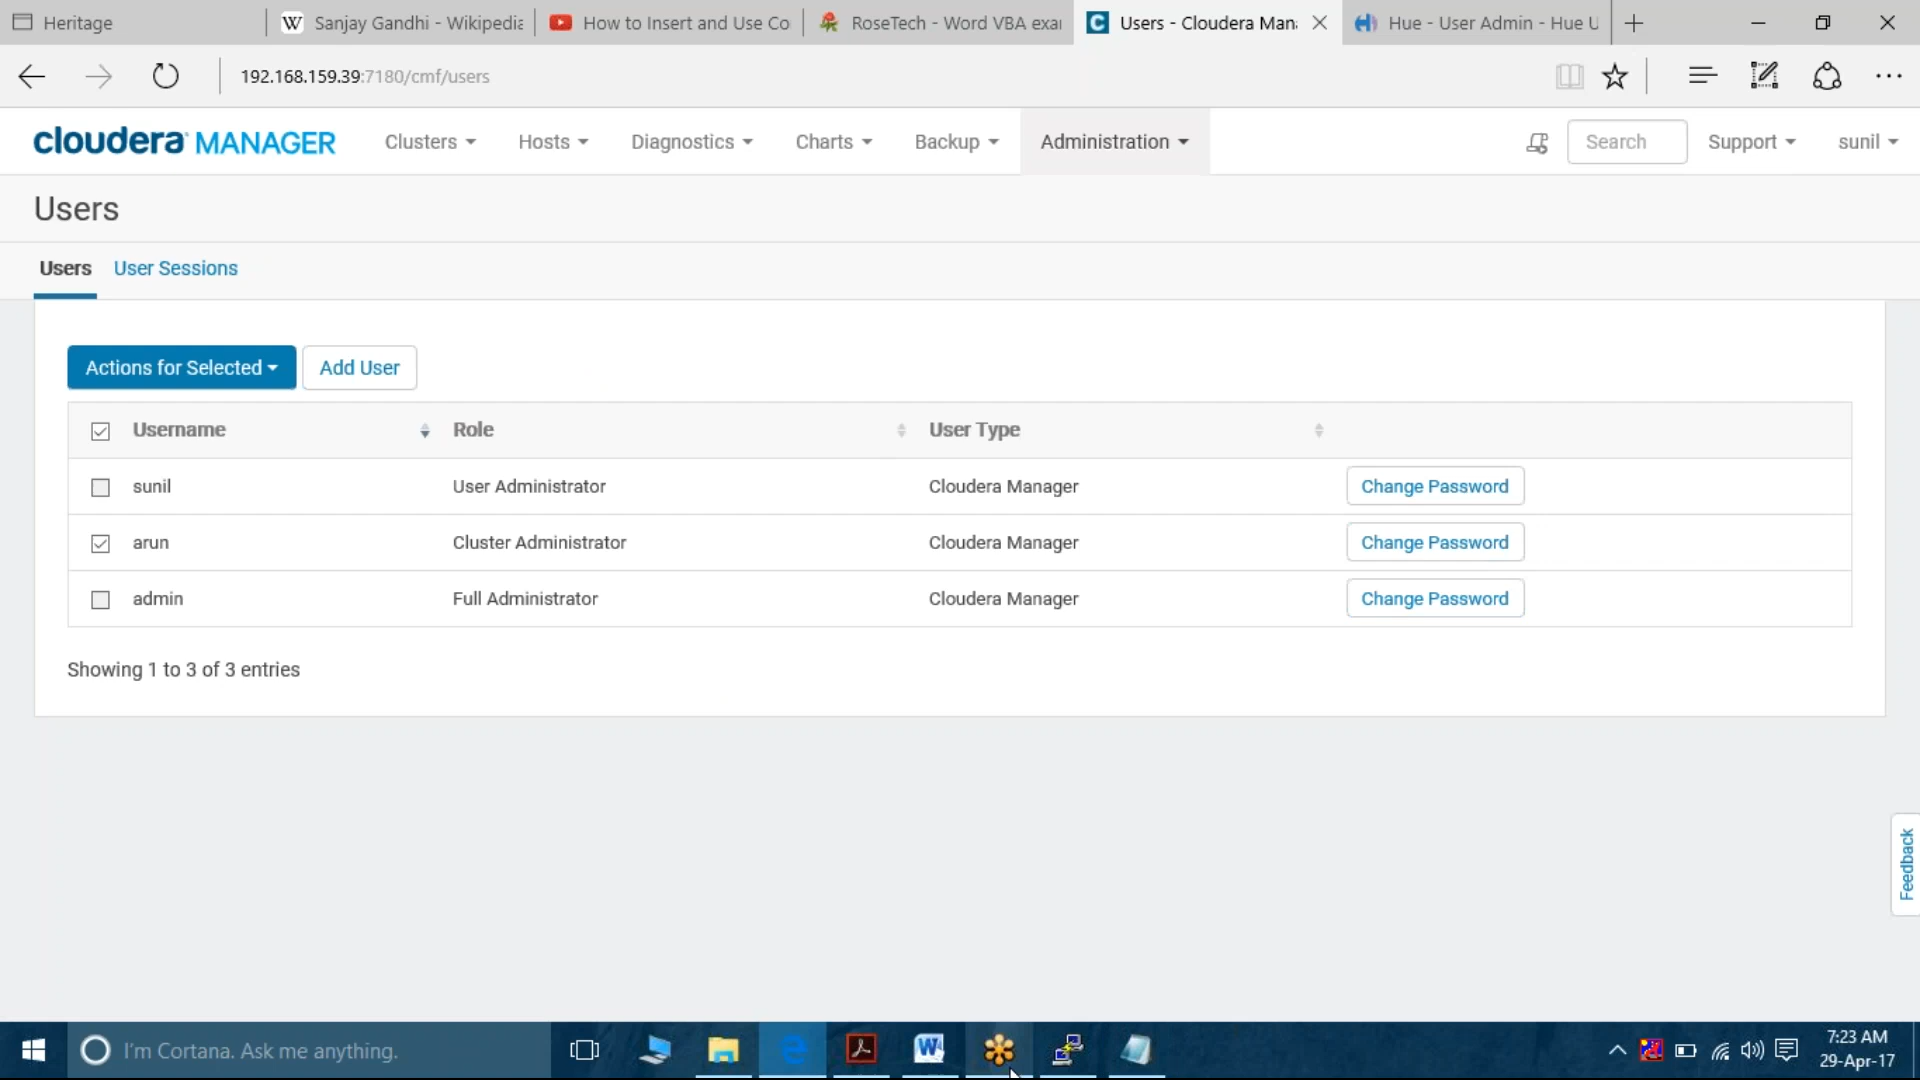 Heritage
Sanjay Gandhi - Wikipedia
How to Insert and Use Co
RoseTech - Word VBA exa
Users - Cloudera Man
Hue - User Admin - Hue U
192.168.159.39:7180/cmf/users
cloudera MANAGER
Clusters
Hosts
Diagnostics
Charts
Backup
Administration
Search
Support
sunil
Users
Users
User Sessions
Actions for Selected
Add User
Username Role User Type
sunil User Administrator Cloudera Manager Change Password
arun Cluster Administrator Cloudera Manager Change Password
admin Full Administrator Cloudera Manager Change Password
Showing 1 to 3 of 3 entries
Feedback
I'm Cortana. Ask me anything.
7:23 AM
29-Apr-17